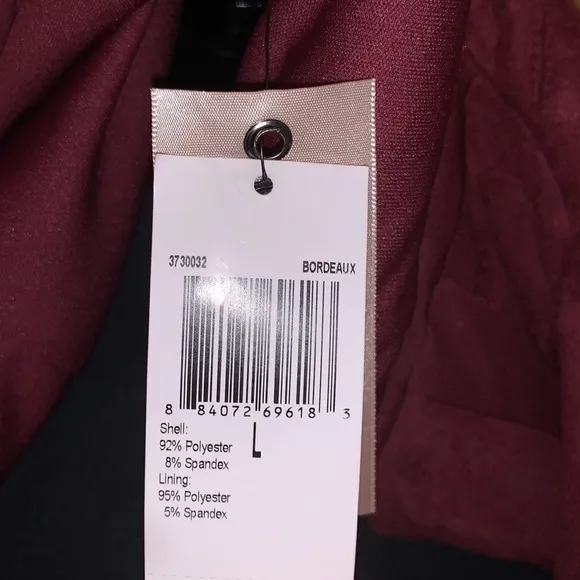 3730032 BORDEAUX
8 84072 69618 3
L
Shell:
92% Polyester
8% Spandex
Lining:
95% Polyester
5% Spandex